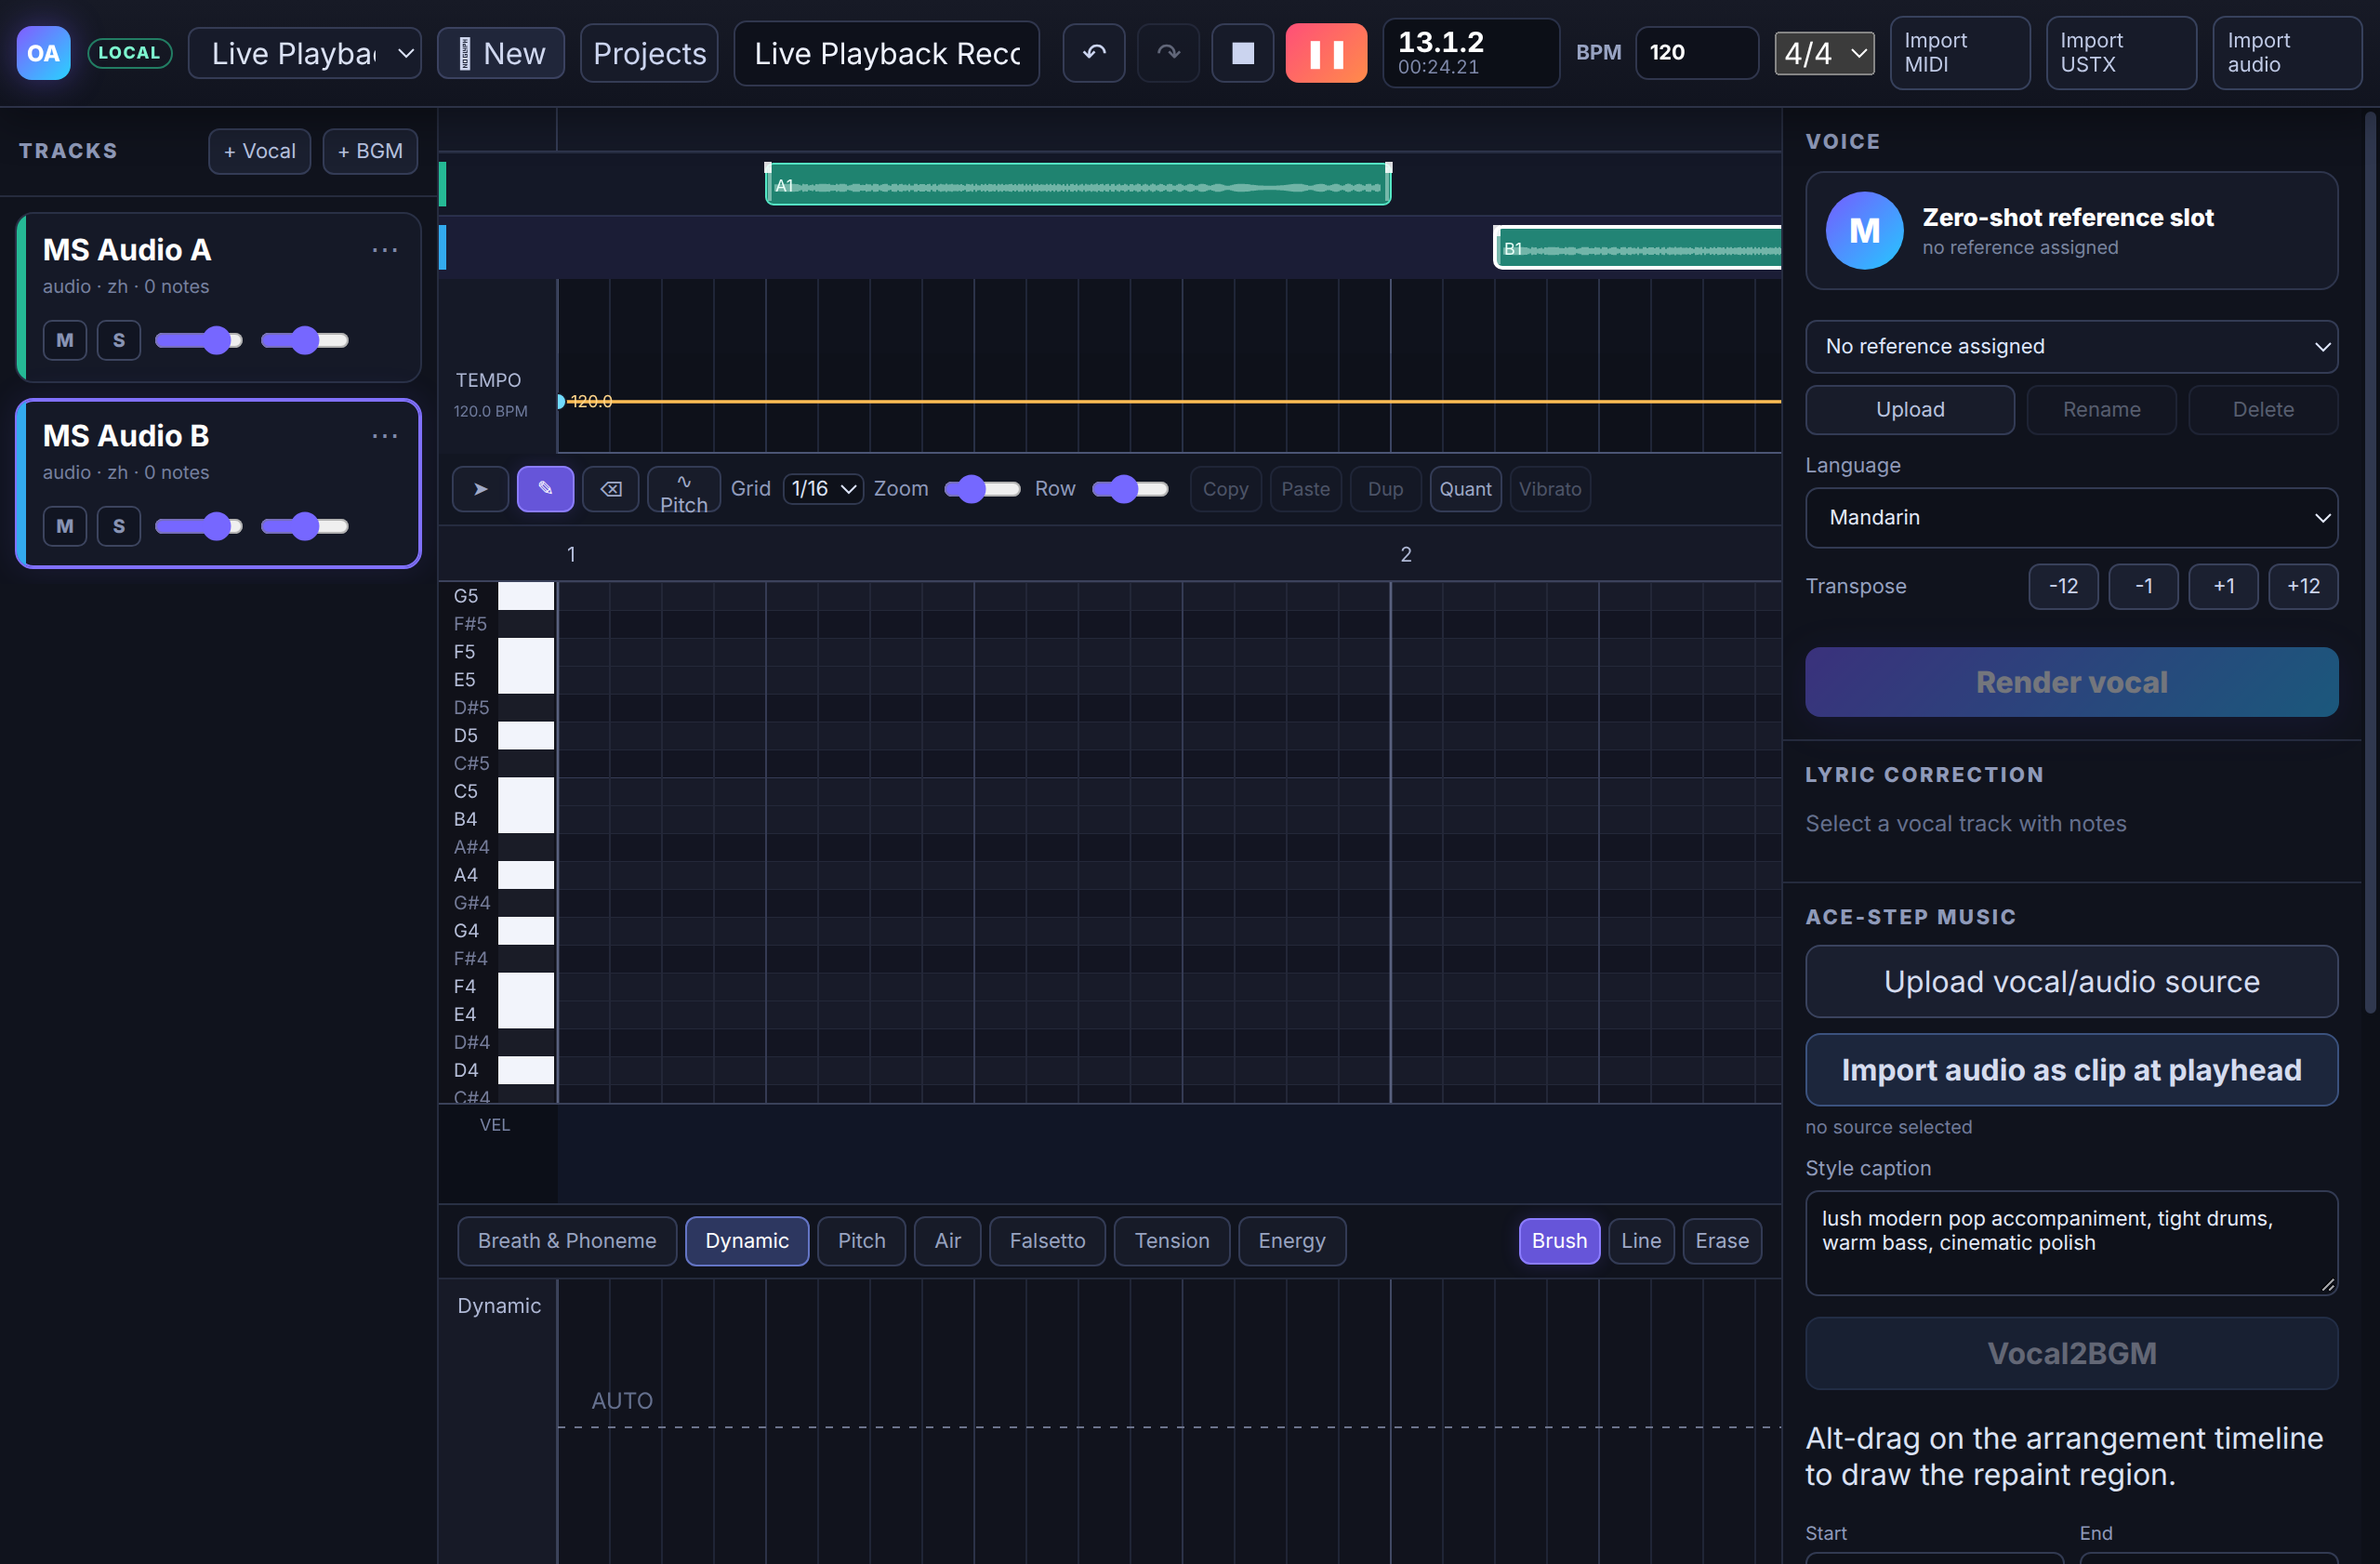 OA
LOCAL
Live Playba
New
Projects
Live Playback Recc
13.1.2
00:24.21
BPM
120
4/4
Import
MIDI
Import
USTX
Import
audio
TRACKS
+ Vocal
+ BGM
MS Audio A
audio · zh · 0 notes
M
S
MS Audio B
audio · zh · 0 notes
M
S
A1
B1
TEMPO
120.0 BPM
120.0
Pitch
Grid
1/16
Zoom
Row
Copy
Paste
Dup
Quant
Vibrato
1
2
G5
F#5
F5
E5
D#5
D5
C#5
C5
B4
A#4
A4
G#4
G4
F#4
F4
E4
D#4
D4
C#4
VEL
Breath & Phoneme
Dynamic
Pitch
Air
Falsetto
Tension
Energy
Brush
Line
Erase
Dynamic
AUTO
VOICE
M
Zero-shot reference slot
no reference assigned
No reference assigned
Upload
Rename
Delete
Language
Mandarin
Transpose
-12
-1
+1
+12
Render vocal
LYRIC CORRECTION
Select a vocal track with notes
ACE-STEP MUSIC
Upload vocal/audio source
Import audio as clip at playhead
no source selected
Style caption
lush modern pop accompaniment, tight drums,
warm bass, cinematic polish
Vocal2BGM
Alt-drag on the arrangement timeline
to draw the repaint region.
Start
End